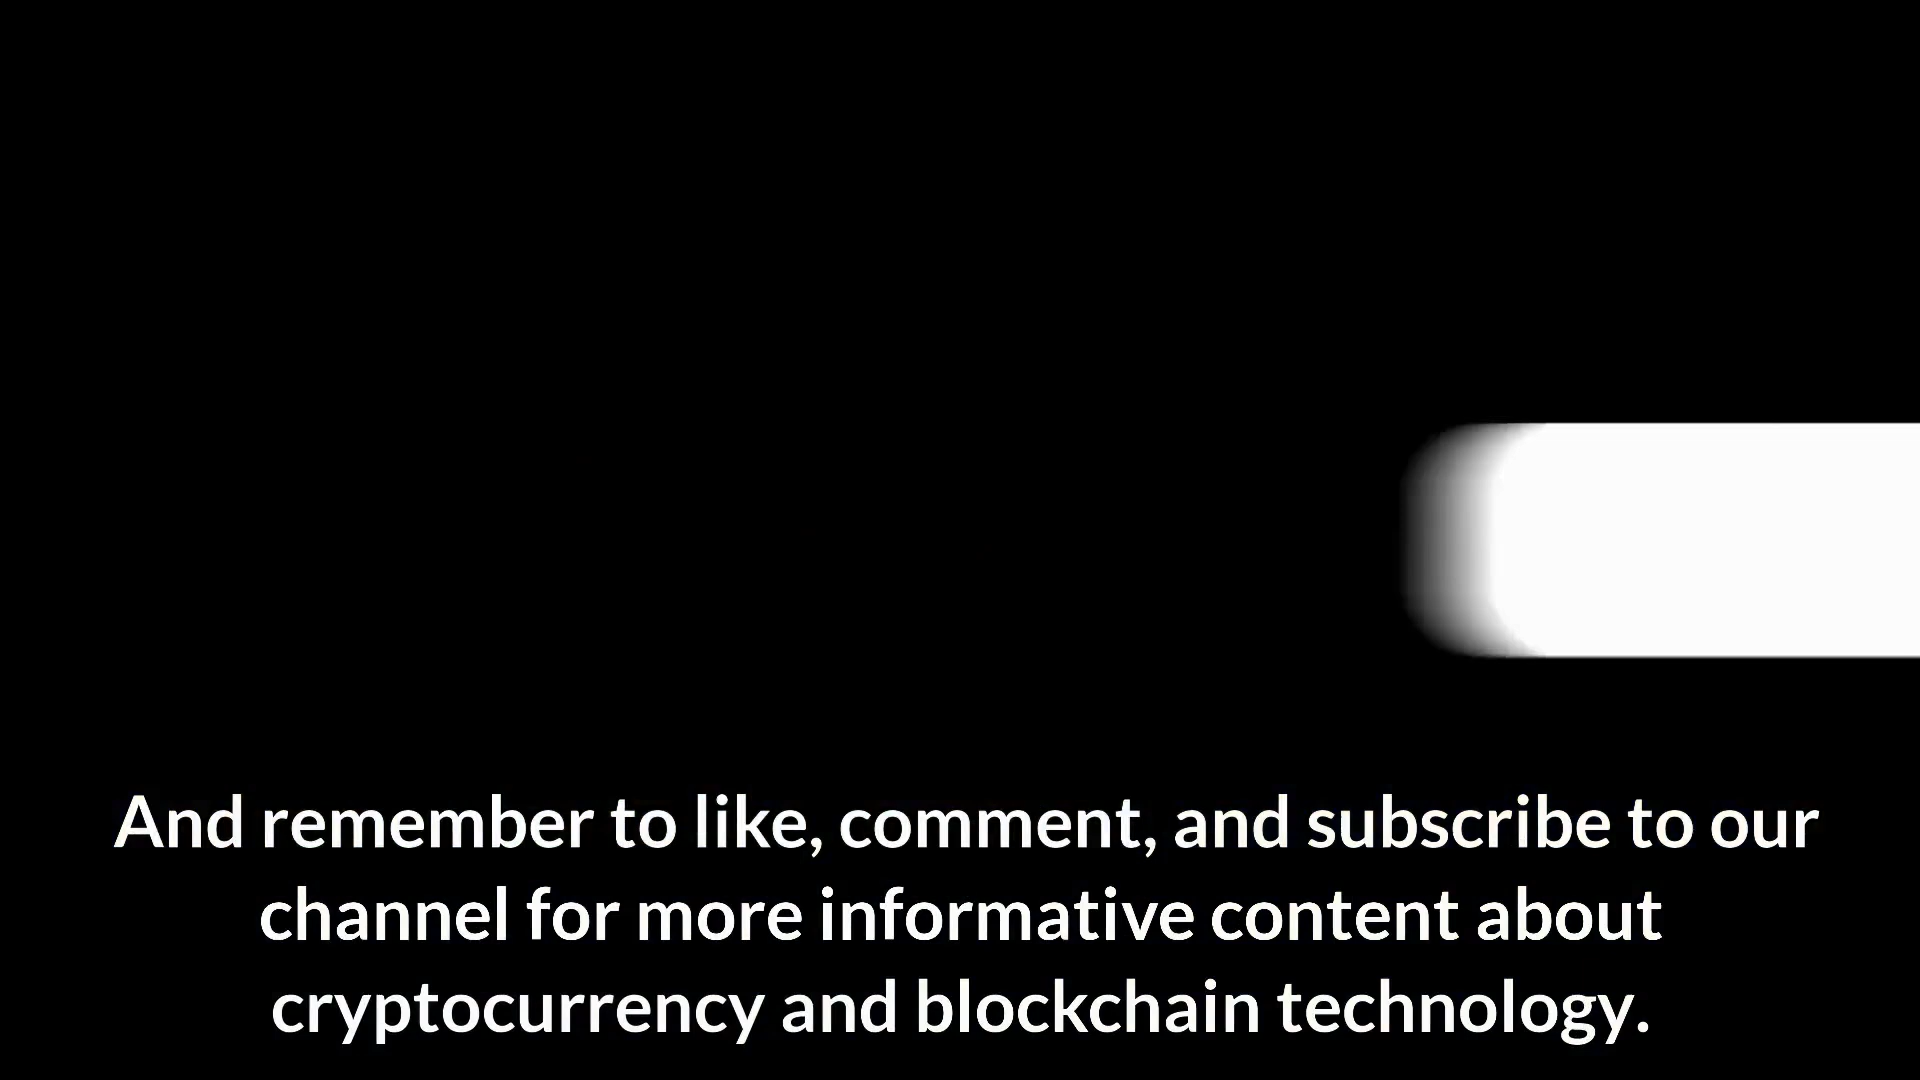 And remember to like, comment, and subscribe to our
channel for more informative content about
cryptocurrency and blockchain technology.